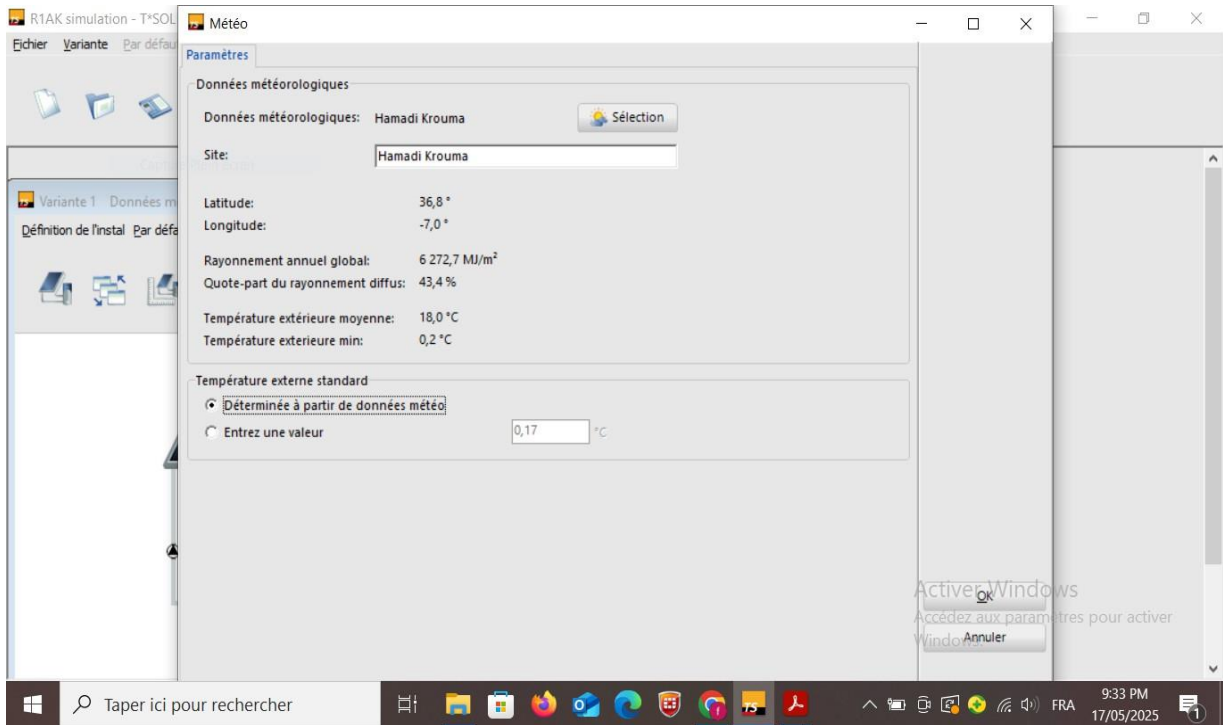 R1AK simulation - T*SOL
Météo
Fichier Variante Par défau
Paramètres
Données météorologiques
Données météorologiques: Hamadi Krouma Sélection
Site: Hamadi Krouma
Variante 1 Données m
Latitude: 36,8 °
Définition de l'instal Par défa
Longitude: -7,0 °
Rayonnement annuel global: 6 272,7 MJ/m²
Quote-part du rayonnement diffus: 43,4 %
Température extérieure moyenne: 18,0 °C
Température exterieure min: 0,2 °C
Température externe standard
Déterminée à partir de données météo
Entrez une valeur 0,17 °C
Activer Windows
OK
Accédez aux paramètres pour activer
Windows.
Annuler
Taper ici pour rechercher
TS
FRA
9:33 PM
17/05/2025
1